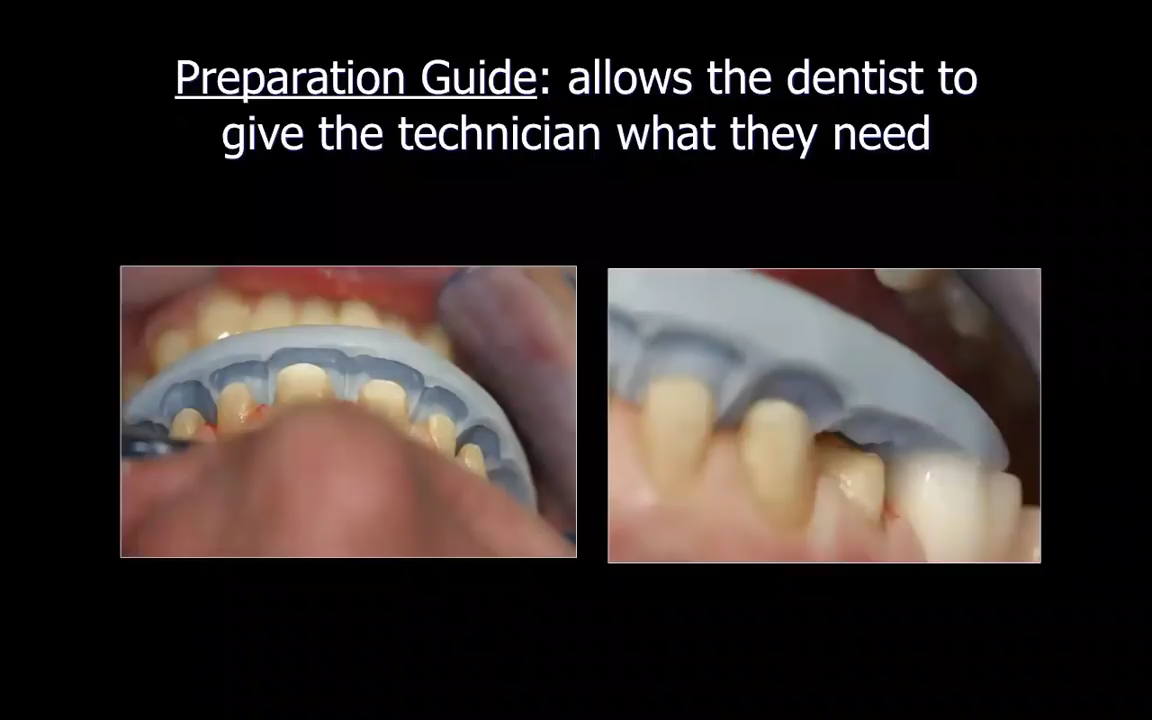 Preparation Guide: allows the dentist to
give the technician what they need